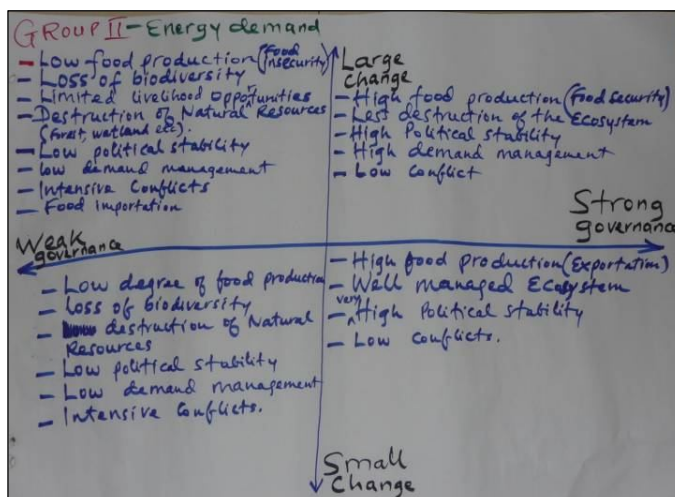 GROUP II - Energy demand
- Low food production (Food insecurity)
- Loss of biodiversity
- Limited livelihood opportunities
- Destruction of Natural Resources
(forest, wetland etc).
- Low political stability
- low demand management
- Intensive Conflicts
- Food Importation
Large
Change
- High food production (Food security)
- Less destruction of the Ecosystem
- High Political stability
- High demand management
- Low conflict
Strong
governance
Weak
governance
- Low degree of food production
- Loss of biodiversity
- destruction of Natural
Resources
- Low political stability
- Low demand management
- Intensive Conflicts.
- High food production (Exportation)
- Well managed Ecosystem
- very High Political stability
- Low conflicts.
Small
Change